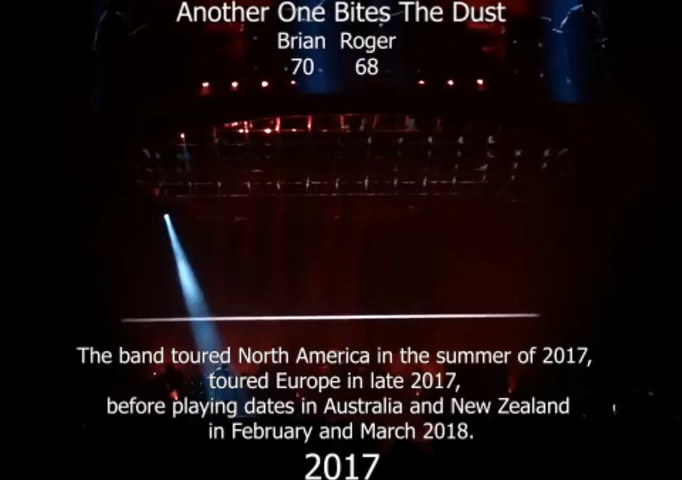 Another One Bites The Dust
Brian Roger
70 68
The band toured North America in the summer of 2017,
toured Europe in late 2017,
before playing dates in Australia and New Zealand
in February and March 2018.
2017